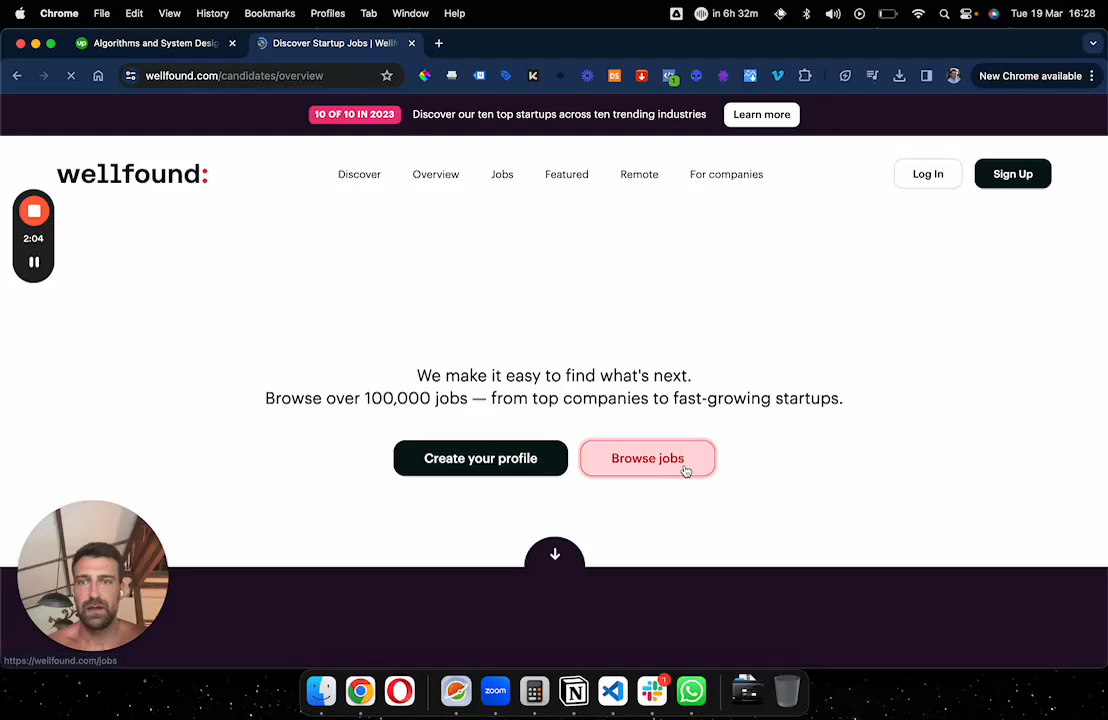 Chrome File Edit View History Bookmarks Profiles Tab Window Help in 6h 32m Tue 19 Mar 16:28
up Algorithms and System Desig Discover Startup Jobs | Wellf
wellfound.com/candidates/overview New Chrome available
DS 1
10 OF 10 IN 2023 Discover our ten top startups across ten trending industries Learn more
wellfound: Discover Overview Jobs Featured Remote For companies Log In Sign Up
2:04
We make it easy to find what's next.
Browse over 100,000 jobs — from top companies to fast-growing startups.
Create your profile Browse jobs
https://wellfound.com/jobs
zoom 1